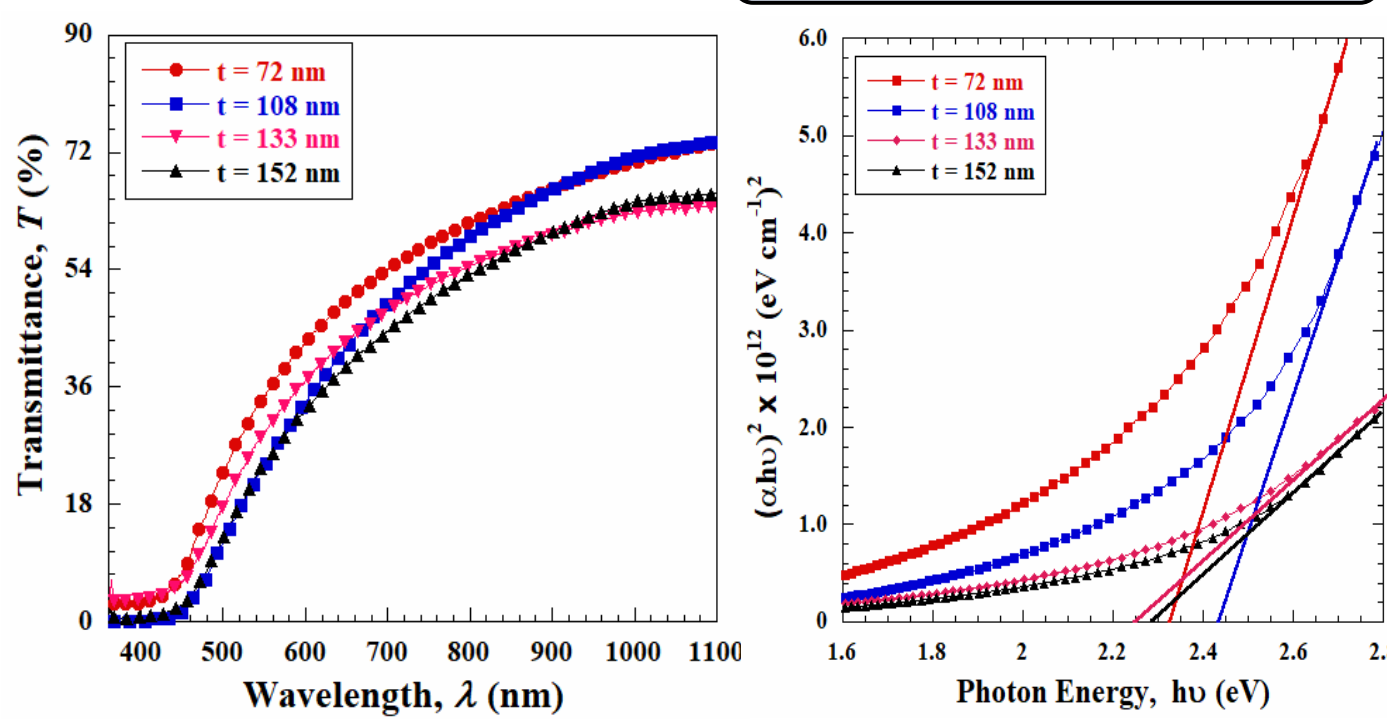 90
72
54
36
18
0
Transmittance, T (%)
t = 72 nm
t = 108 nm
t = 133 nm
t = 152 nm
400 500 600 700 800 900 1000 1100
Wavelength, λ (nm)
6.0
5.0
4.0
3.0
2.0
1.0
0
(αhυ)² x 10¹² (eV cm⁻¹)²
t = 72 nm
t = 108 nm
t = 133 nm
t = 152 nm
1.6 1.8 2 2.2 2.4 2.6
Photon Energy, hυ (eV)